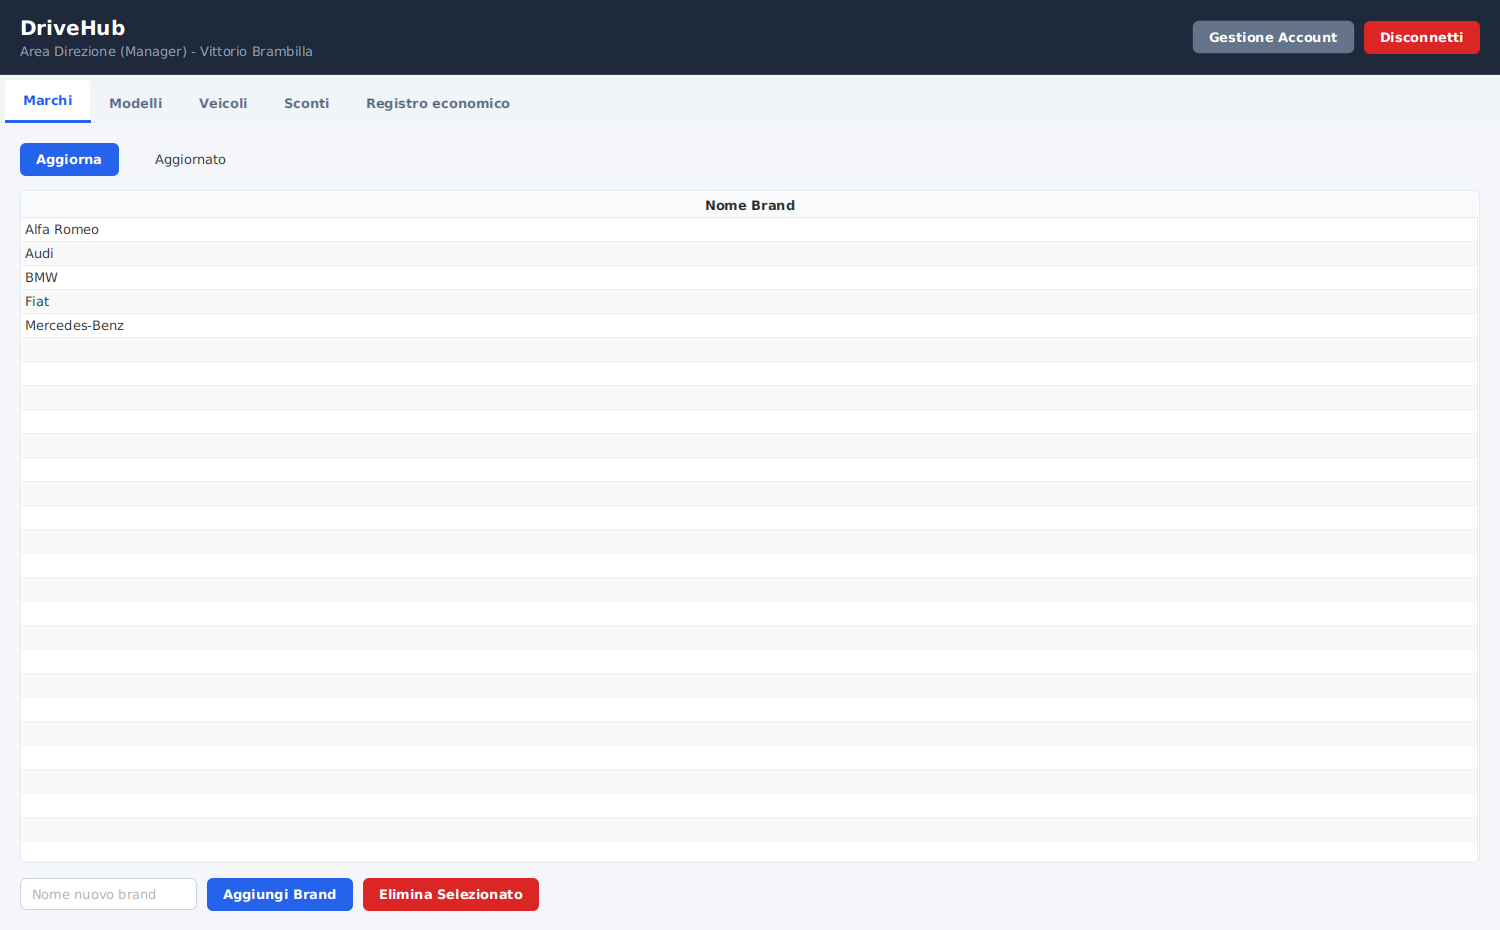 DriveHub
Area Direzione (Manager) - Vittorio Brambilla
Gestione Account
Disconnetti
Marchi
Modelli
Veicoli
Sconti
Registro economico
Aggiorna
Aggiornato
Nome Brand
Alfa Romeo
Audi
BMW
Fiat
Mercedes-Benz
Nome nuovo brand
Aggiungi Brand
Elimina Selezionato